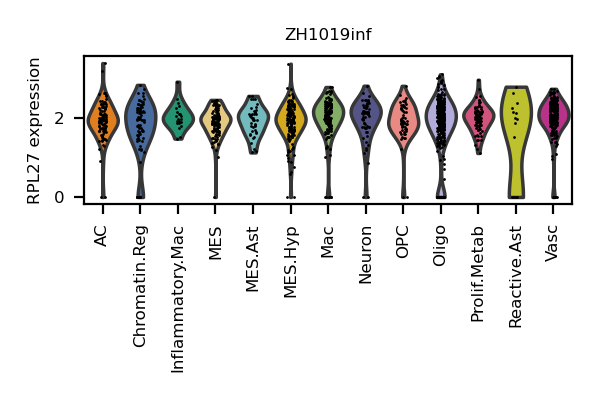 ZH1019inf
RPL27 expression
2
0
AC
Chromatin.Reg
Inflammatory.Mac
MES
MES.Ast
MES.Hyp
Mac
Neuron
OPC
Oligo
Prolif.Metab
Reactive.Ast
Vasc